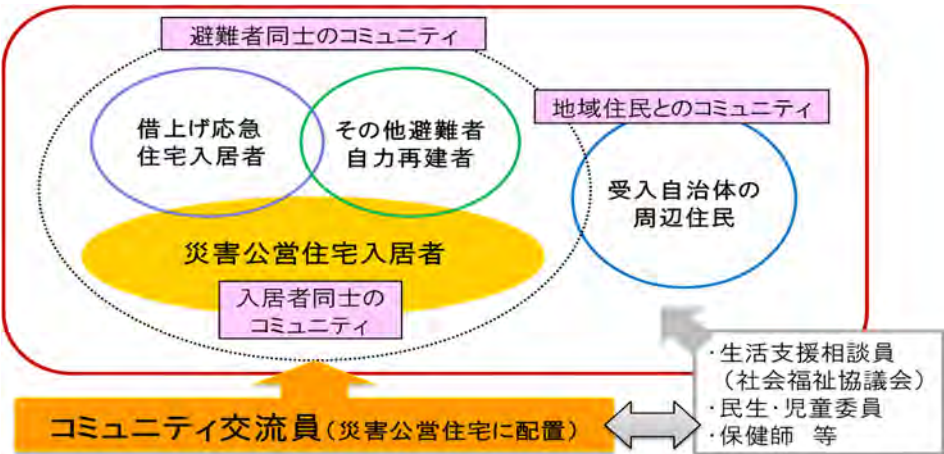 避難者同士のコミュニティ
借上げ応急
住宅入居者
その他避難者
自力再建者
地域住民とのコミュニティ
受入自治体の
周辺住民
災害公営住宅入居者
入居者同士の
コミュニティ
コミュニティ交流員(災害公営住宅に配置)
・生活支援相談員
(社会福祉協議会)
・民生・児童委員
・保健師 等